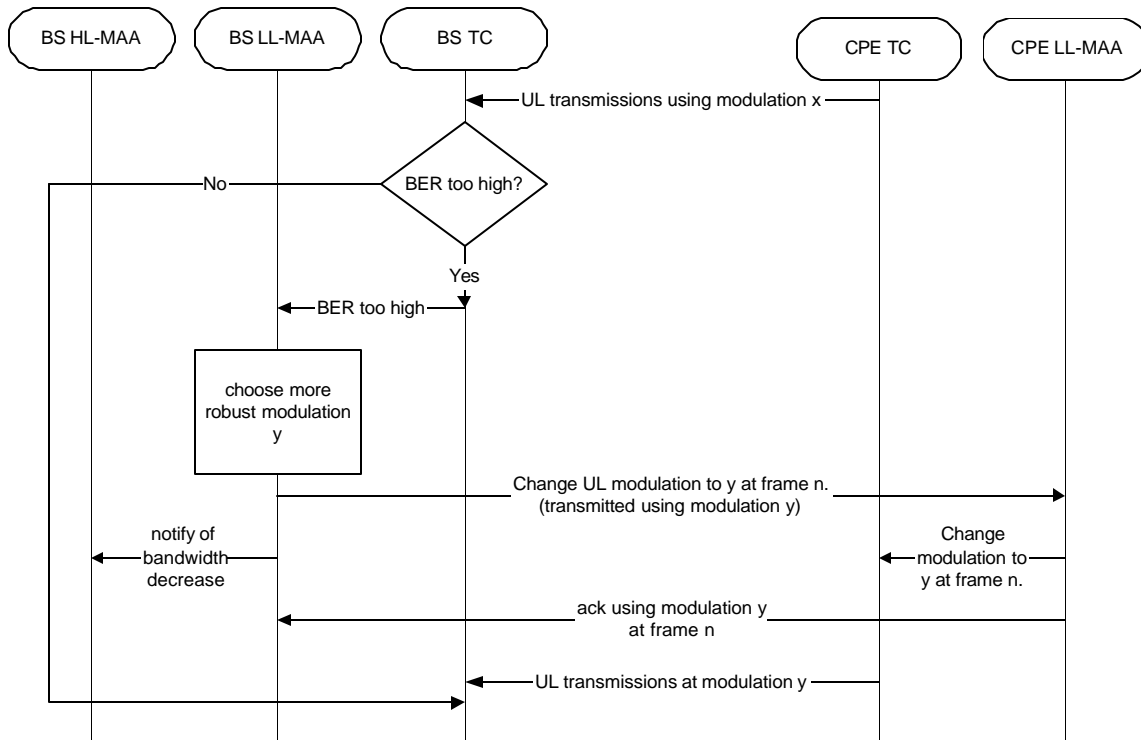 BS HL-MAA
BS LL-MAA
BS TC
CPE TC
CPE LL-MAA
UL transmissions using modulation x
No
BER too high?
Yes
BER too high
choose more
robust modulation
y
Change UL modulation to y at frame n.
(transmitted using modulation y)
notify of
bandwidth
decrease
Change
modulation to
y at frame n.
ack using modulation y
at frame n
UL transmissions at modulation y